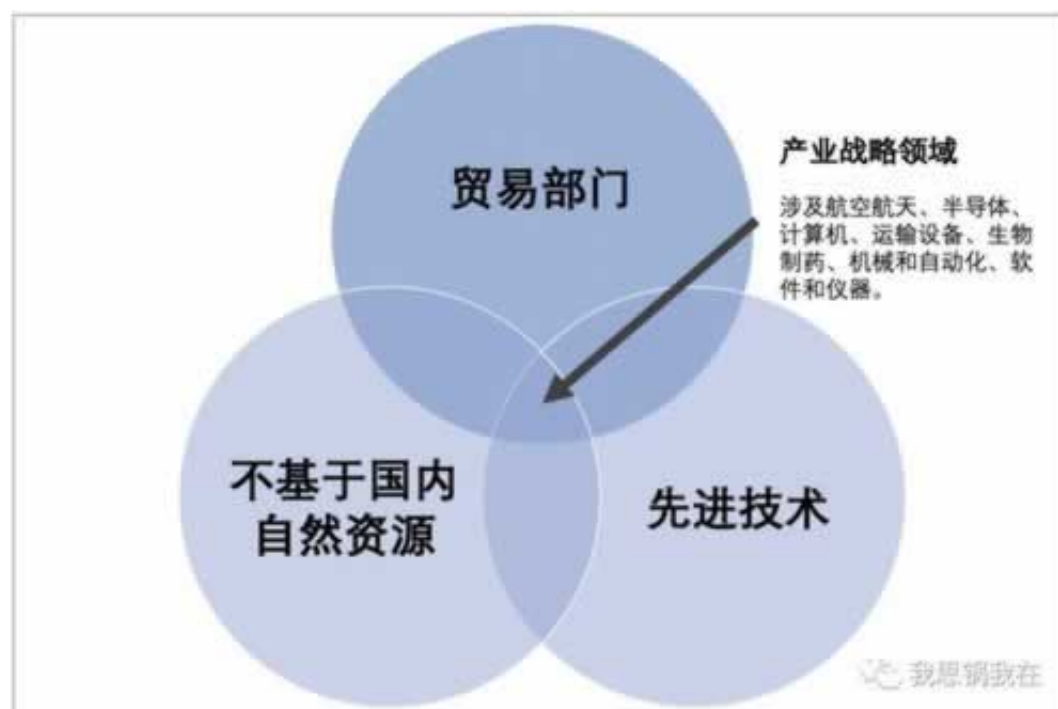 贸易部门
产业战略领域
涉及航空航天、半导体、
计算机、运输设备、生物
制药、机械和自动化、软
件和仪器。
不基于国内
自然资源
先进技术
我思锅我在